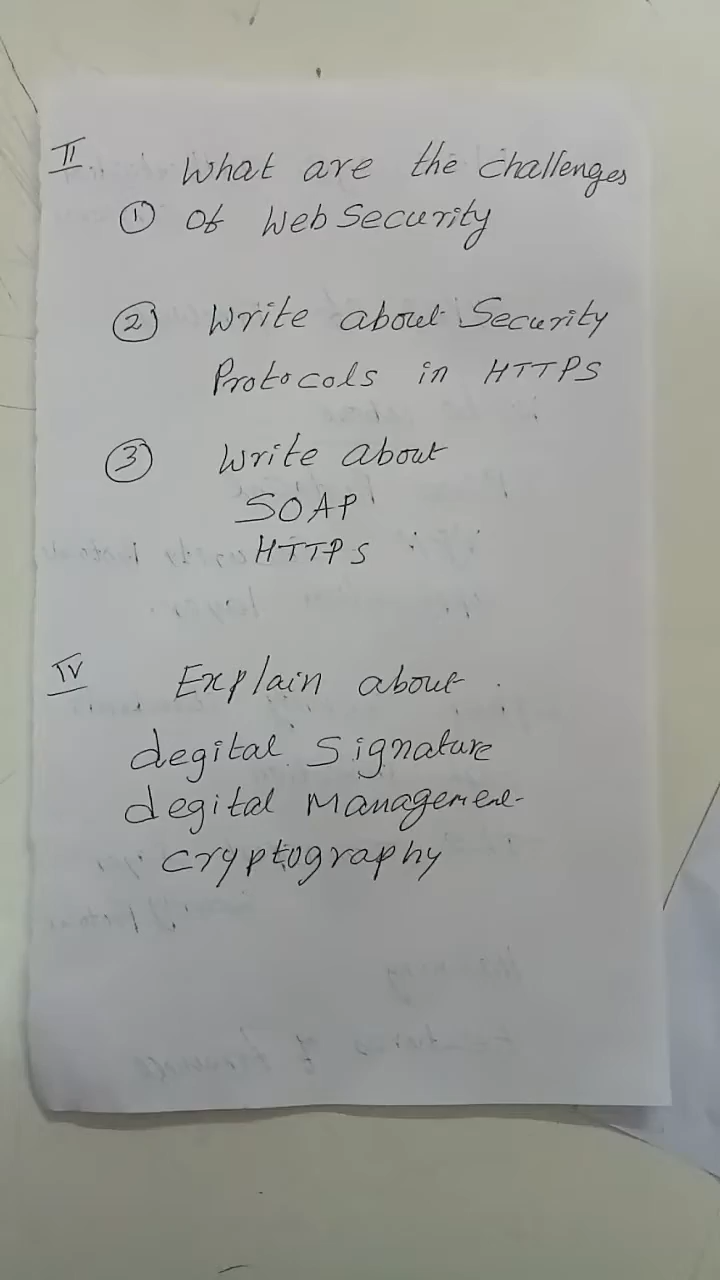 II. What are the challenges
① Of Web Security
② Write about Security
Protocols in HTTPS
③ Write about
SOAP
HTTPS
IV Explain about
degital Signature
degital Management
cryptography